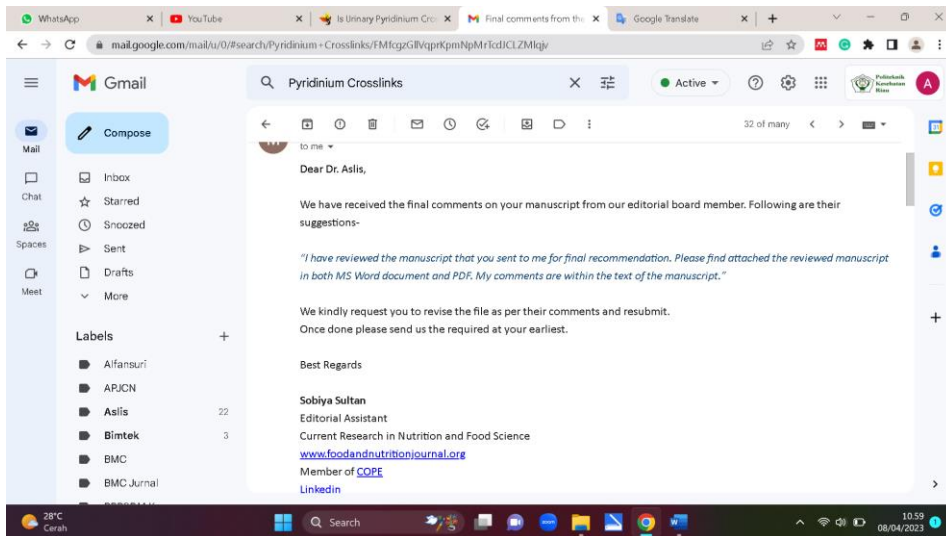 WhatsApp
YouTube
Is Urinary Pyridinium Cro
Final comments from the
Google Translate
mail.google.com/mail/u/0/#search/Pyridinium+Crosslinks/FMfcgzGllVqprKpmNpMrTcdJCLZMlqjv
Gmail
Pyridinium Crosslinks
Active
Politeknik
Kesehatan
Riau
A
Mail
Chat
Spaces
Meet
Compose
Inbox
Starred
Snoozed
Sent
Drafts
More
Labels
Alfansuri
APJCN
Aslis 22
Bimtek 3
BMC
BMC Jurnal
32 of many
to me
Dear Dr. Aslis,
We have received the final comments on your manuscript from our editorial board member. Following are their
suggestions-
"I have reviewed the manuscript that you sent to me for final recommendation. Please find attached the reviewed manuscript
in both MS Word document and PDF. My comments are within the text of the manuscript."
We kindly request you to revise the file as per their comments and resubmit.
Once done please send us the required at your earliest.
Best Regards
Sobiya Sultan
Editorial Assistant
Current Research in Nutrition and Food Science
www.foodandnutritionjournal.org
Member of COPE
Linkedin
28°C
Cerah
Search
10.59
08/04/2023
1